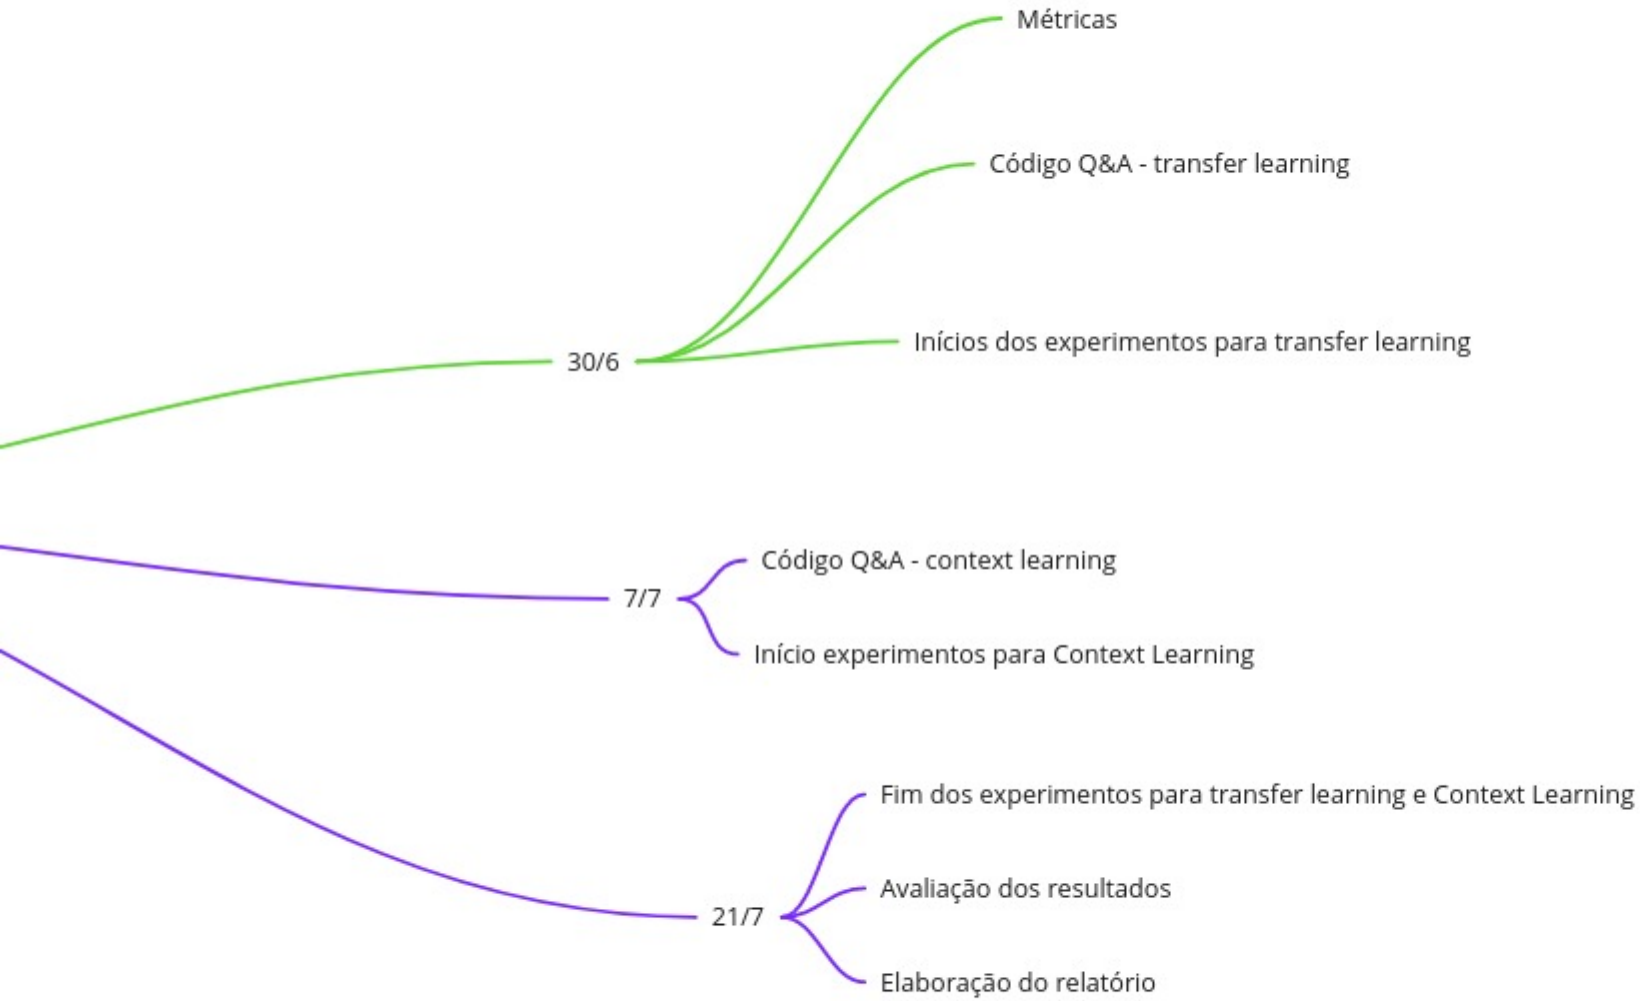 Métricas
Código Q&A - transfer learning
Inícios dos experimentos para transfer learning
30/6
Código Q&A - context learning
7/7
Início experimentos para Context Learning
Fim dos experimentos para transfer learning e Context Learning
Avaliação dos resultados
21/7
Elaboração do relatório